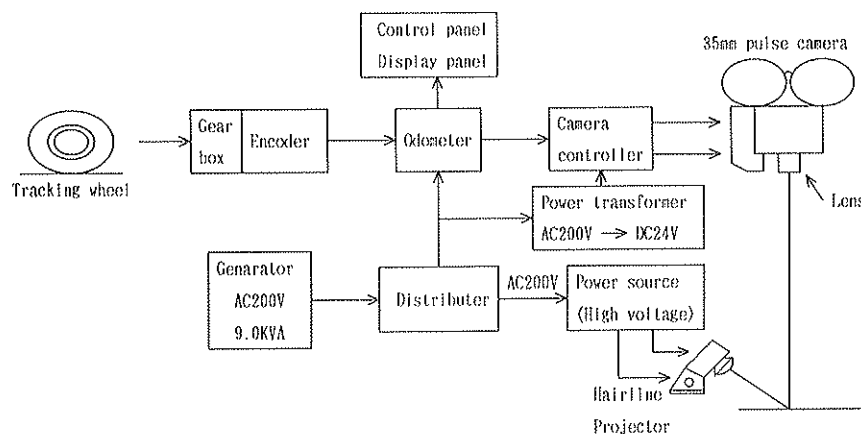 Control panel
Display panel
35mm pulse camera
Gear
box
Encoder
Odometer
Camera
controller
Tracking wheel
Lens
Power transformer
AC200V → DC24V
Genarator
AC200V
9.0KVA
Distributer
AC200V
Power source
(High voltage)
Hairline
Projector